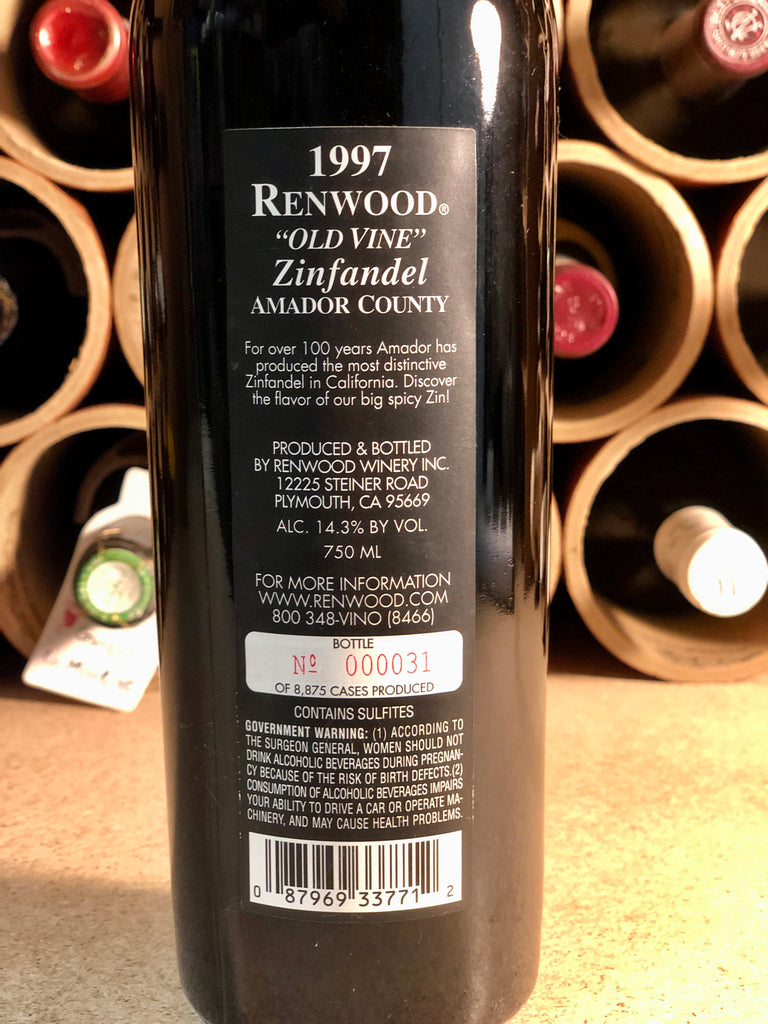 1997
RENWOOD®
"OLD VINE"
Zinfandel
AMADOR COUNTY
For over 100 years Amador has
produced the most distinctive
Zinfandel in California. Discover
the flavor of our big spicy Zin!
PRODUCED & BOTTLED
BY RENWOOD WINERY INC.
12225 STEINER ROAD
PLYMOUTH, CA 95669
ALC. 14.3% BY VOL.
750 ML
FOR MORE INFORMATION
WWW.RENWOOD.COM
800 348-VINO (8466)
BOTTLE
Nº 000031
OF 8,875 CASES PRODUCED
CONTAINS SULFITES
GOVERNMENT WARNING: (1) ACCORDING TO
THE SURGEON GENERAL, WOMEN SHOULD NOT
DRINK ALCOHOLIC BEVERAGES DURING PREGNAN-
CY BECAUSE OF THE RISK OF BIRTH DEFECTS.(2)
CONSUMPTION OF ALCOHOLIC BEVERAGES IMPAIRS
YOUR ABILITY TO DRIVE A CAR OR OPERATE MA-
CHINERY, AND MAY CAUSE HEALTH PROBLEMS.
0 87969 33771 2